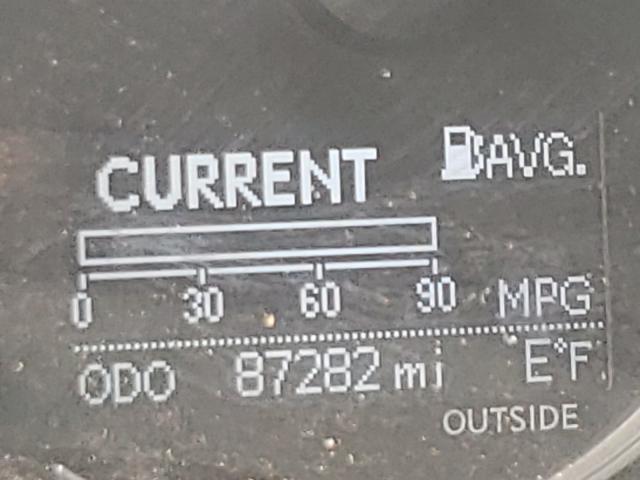 CURRENT AVG.
0 30 60 90 MPG
ODO 87282 mi E°F
OUTSIDE